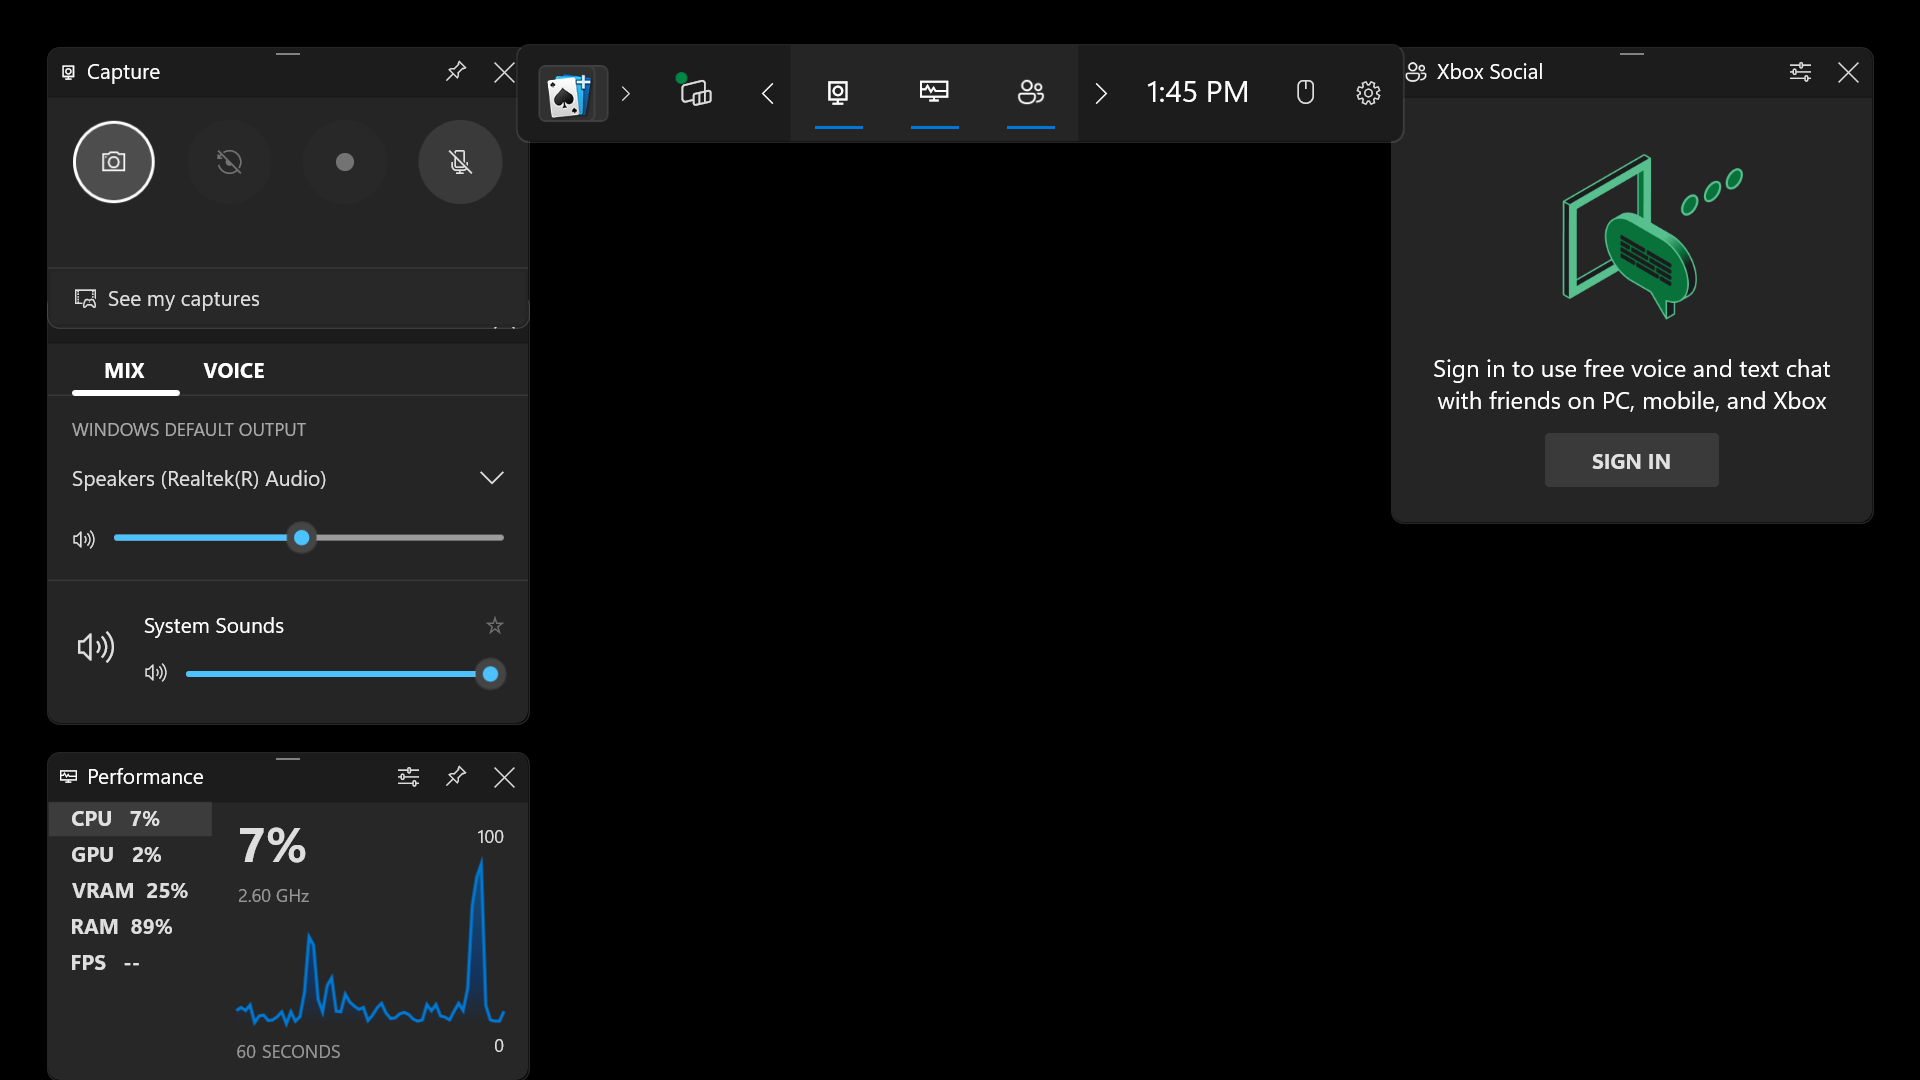 Capture
1:45 PM
Xbox Social
See my captures
MIX VOICE
WINDOWS DEFAULT OUTPUT
Speakers (Realtek(R) Audio)
System Sounds
Sign in to use free voice and text chat
with friends on PC, mobile, and Xbox
SIGN IN
Performance
CPU 7%
GPU 2%
VRAM 25%
RAM 89%
FPS --
7%
2.60 GHz
100
60 SECONDS
0